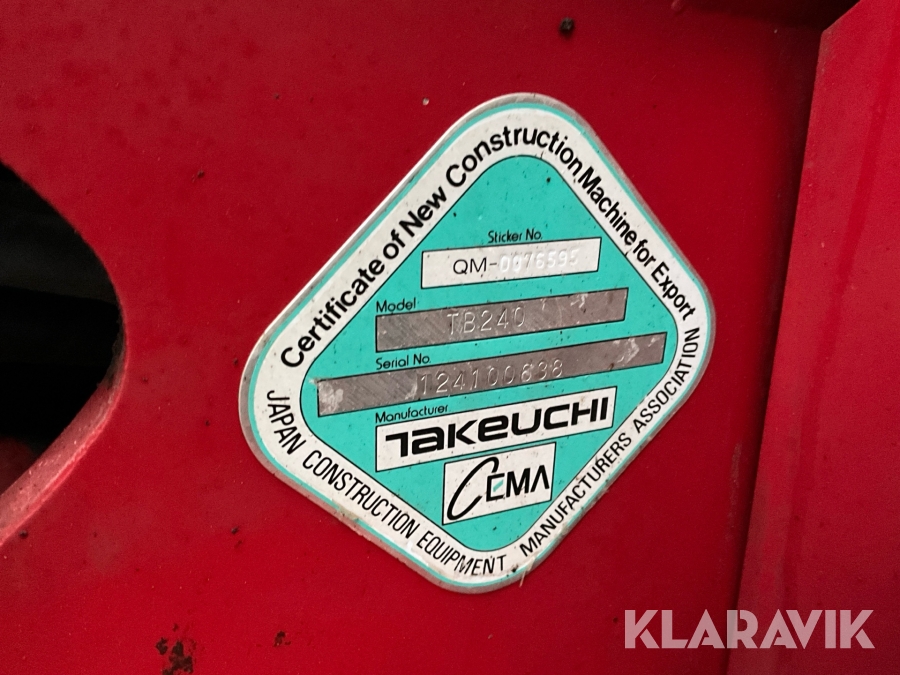 Certificate of New Construction Machine for Export
Sticker No.
QM-0076595
Model
TB240
Serial No.
124100838
Manufacturer
TAKEUCHI
CEMA
JAPAN CONSTRUCTION EQUIPMENT MANUFACTURERS ASSOCIATION
KLARAVIK